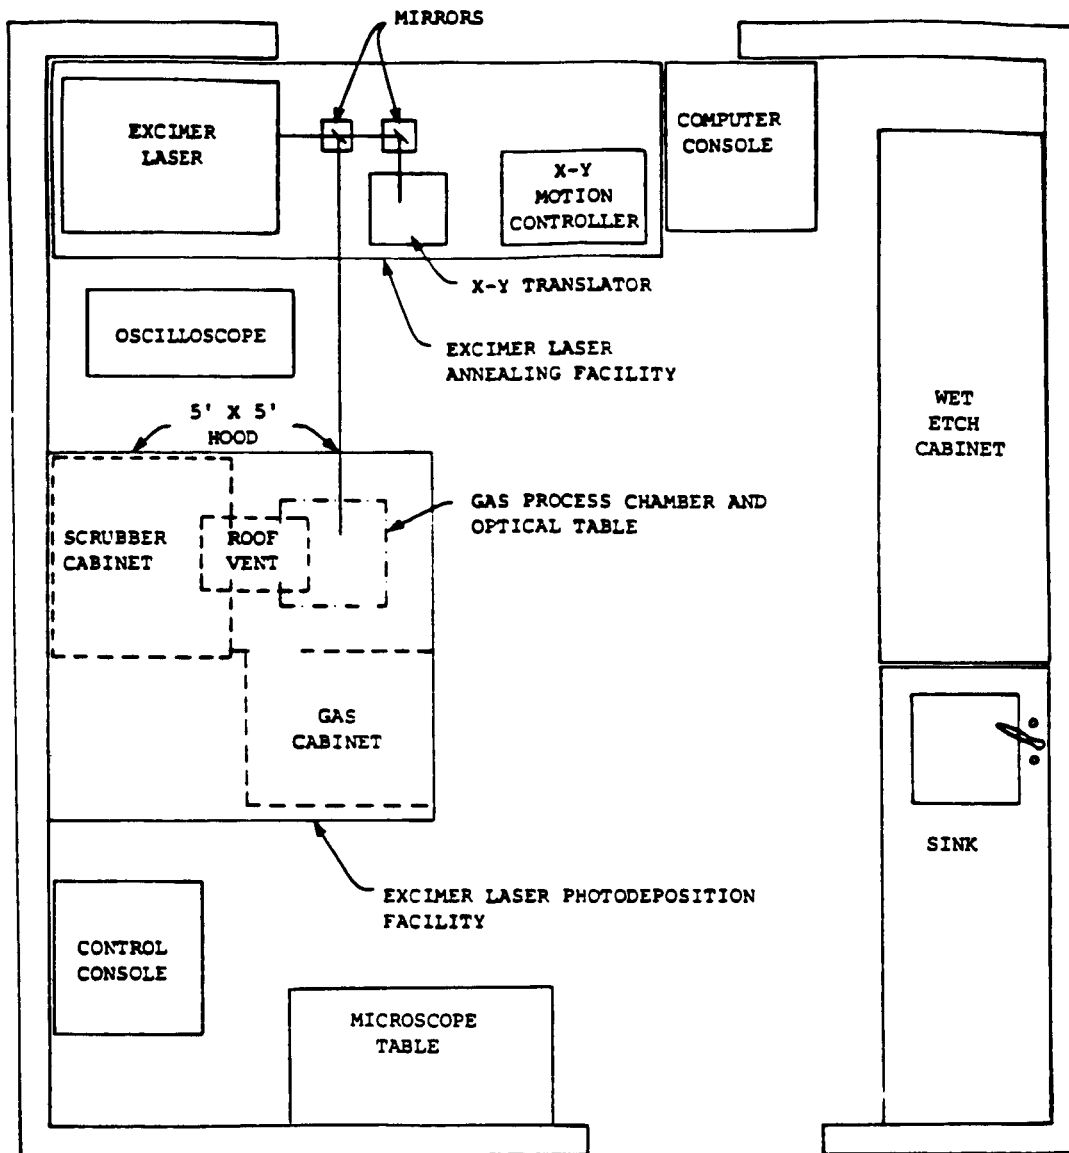 MIRRORS
EXCIMER
LASER
X-Y
MOTION
CONTROLLER
COMPUTER
CONSOLE
X-Y TRANSLATOR
OSCILLOSCOPE
EXCIMER LASER
ANNEALING FACILITY
5' X 5'
HOOD
WET
ETCH
CABINET
SCRUBBER
CABINET
ROOF
VENT
GAS PROCESS CHAMBER AND
OPTICAL TABLE
GAS
CABINET
SINK
EXCIMER LASER PHOTODEPOSITION
FACILITY
CONTROL
CONSOLE
MICROSCOPE
TABLE